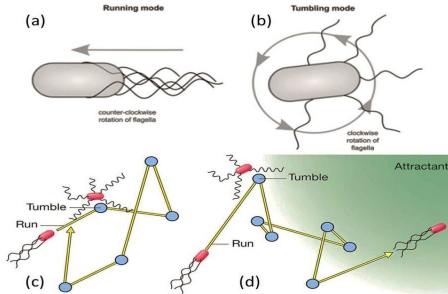 Running mode
(a)
counter-clockwise
rotation of flagella
Tumbling mode
(b)
clockwise
rotation of
flagella
Tumble
Run
(c)
Attractant
Tumble
Run
(d)